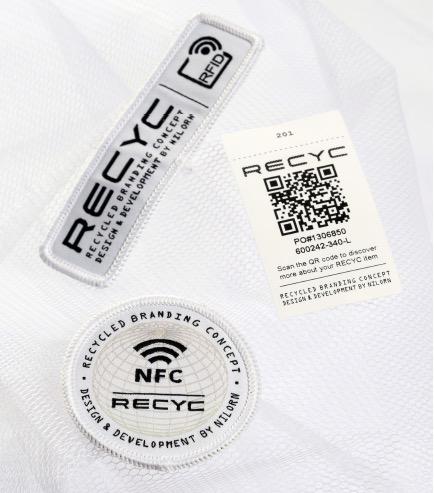 RFID
RECYC
RECYCLED BRANDING CONCEPT
DESIGN & DEVELOPMENT BY NILORN
201
RECYC
PO#1306850
600242-340-L
Scan the QR code to discover
more about your RECYC item
RECYCLED BRANDING CONCEPT
DESIGN & DEVELOPMENT BY NILORN
• RECYCLED BRANDING CONCEPT •
NFC
RECYC
DESIGN & DEVELOPMENT BY NILORN